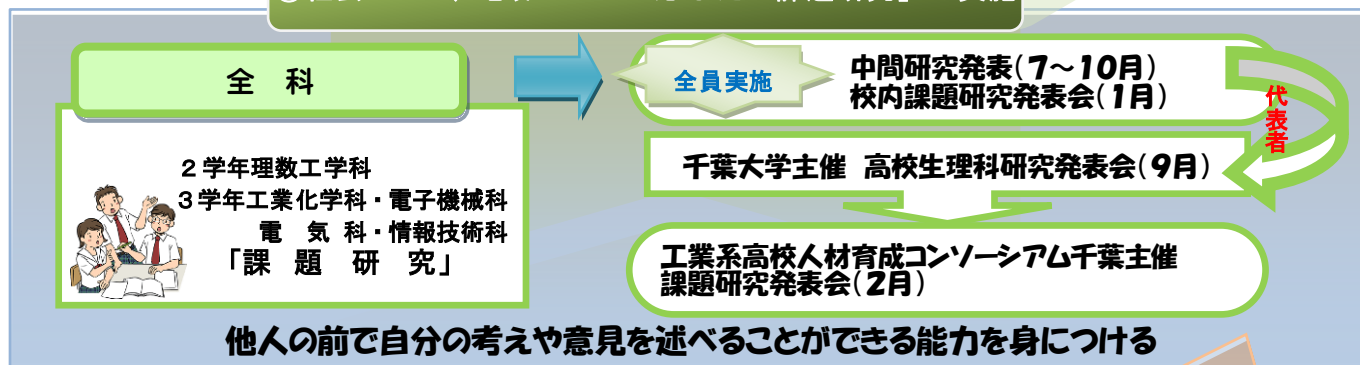 全 科
2学年理数工学科
3学年工業化学科・電子機械科
電 気 科・情報技術科
「課 題 研 究」
全員実施
中間研究発表(7~10月)
校内課題研究発表会(1月)
代表者
千葉大学主催 高校生理科研究発表会(9月)
工業系高校人材育成コンソーシアム千葉主催
課題研究発表会(2月)
他人の前で自分の考えや意見を述べることができる能力を身につける